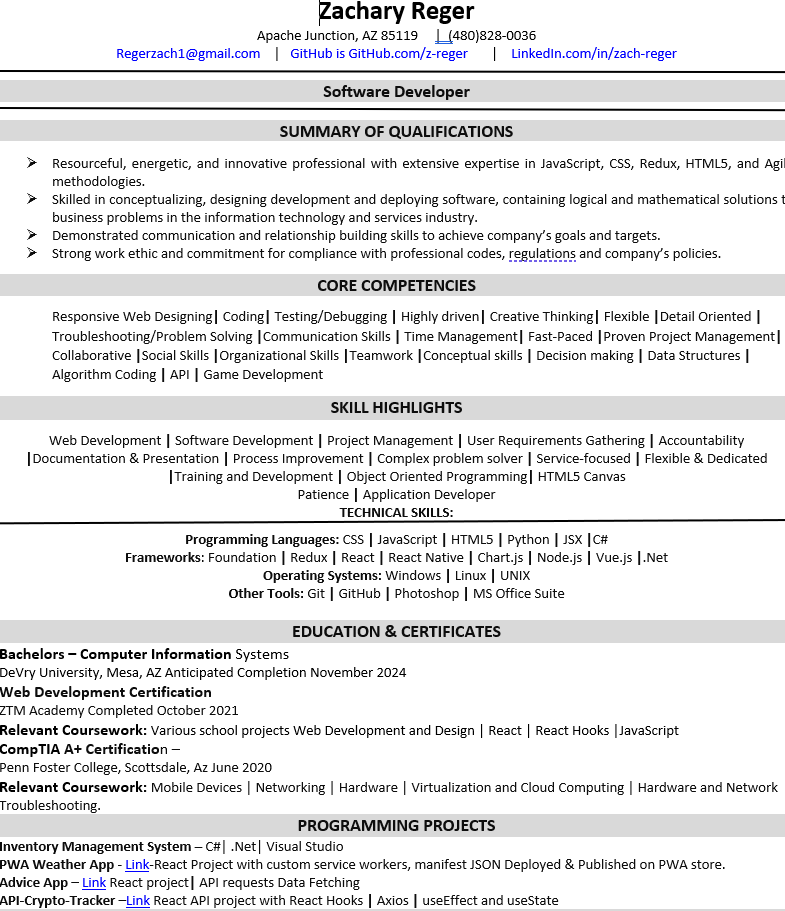 Zachary Reger
Apache Junction, AZ 85119 | (480)828-0036
Regerzach1@gmail.com | GitHub is GitHub.com/z-reger | LinkedIn.com/in/zach-reger
Software Developer
SUMMARY OF QUALIFICATIONS
➢ Resourceful, energetic, and innovative professional with extensive expertise in JavaScript, CSS, Redux, HTML5, and Agil
methodologies.
➢ Skilled in conceptualizing, designing development and deploying software, containing logical and mathematical solutions t
business problems in the information technology and services industry.
➢ Demonstrated communication and relationship building skills to achieve company's goals and targets.
➢ Strong work ethic and commitment for compliance with professional codes, regulations and company's policies.
CORE COMPETENCIES
Responsive Web Designing| Coding| Testing/Debugging | Highly driven| Creative Thinking| Flexible |Detail Oriented |
Troubleshooting/Problem Solving |Communication Skills | Time Management| Fast-Paced |Proven Project Management|
Collaborative |Social Skills |Organizational Skills |Teamwork |Conceptual skills | Decision making | Data Structures |
Algorithm Coding | API | Game Development
SKILL HIGHLIGHTS
Web Development | Software Development | Project Management | User Requirements Gathering | Accountability
|Documentation & Presentation | Process Improvement | Complex problem solver | Service-focused | Flexible & Dedicated
|Training and Development | Object Oriented Programming| HTML5 Canvas
Patience | Application Developer
TECHNICAL SKILLS:
Programming Languages: CSS | JavaScript | HTML5 | Python | JSX |C#
Frameworks: Foundation | Redux | React | React Native | Chart.js | Node.js | Vue.js |.Net
Operating Systems: Windows | Linux | UNIX
Other Tools: Git | GitHub | Photoshop | MS Office Suite
EDUCATION & CERTIFICATES
Bachelors – Computer Information Systems
DeVry University, Mesa, AZ Anticipated Completion November 2024
Web Development Certification
ZTM Academy Completed October 2021
Relevant Coursework: Various school projects Web Development and Design | React | React Hooks |JavaScript
CompTIA A+ Certification –
Penn Foster College, Scottsdale, Az June 2020
Relevant Coursework: Mobile Devices | Networking | Hardware | Virtualization and Cloud Computing | Hardware and Network
Troubleshooting.
PROGRAMMING PROJECTS
Inventory Management System – C#| .Net| Visual Studio
PWA Weather App - Link-React Project with custom service workers, manifest JSON Deployed & Published on PWA store.
Advice App – Link React project| API requests Data Fetching
API-Crypto-Tracker –Link React API project with React Hooks | Axios | useEffect and useState